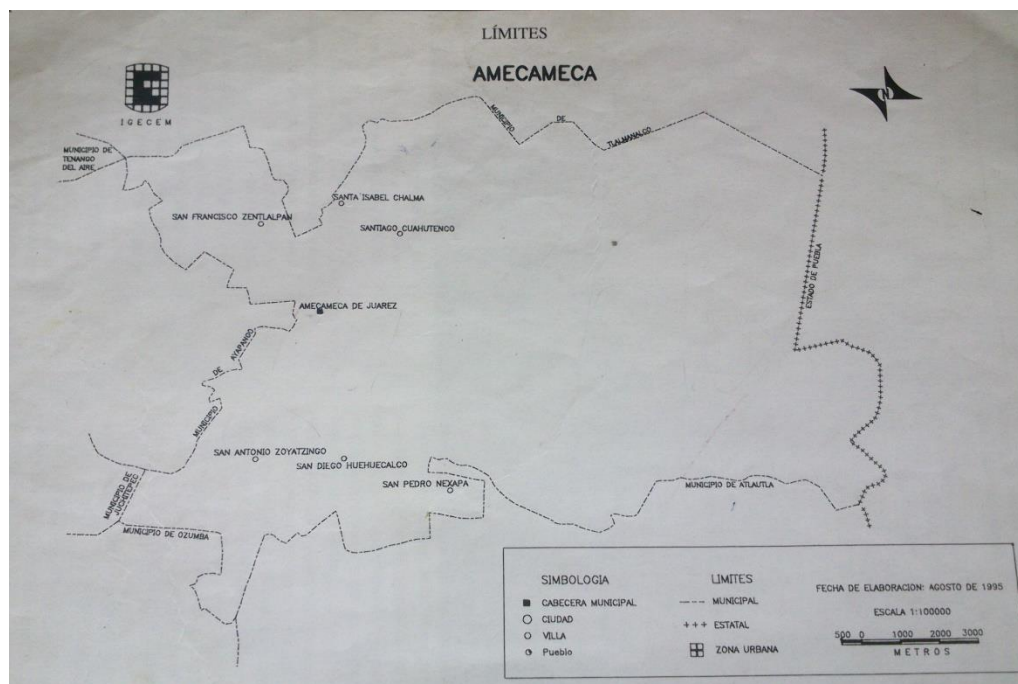 LÍMITES
AMECAMECA
IGECEM
N
MUNICIPIO DE TLALMANALCO
MUNICIPIO DE
TENANGO
DEL AIRE
SANTA ISABEL CHALMA
SAN FRANCISCO ZENTLALPAN
SANTIAGO CUAHUTENCO
ESTADO DE PUEBLA
AMECAMECA DE JUAREZ
MUNICIPIO DE AYAPANGO
SAN ANTONIO ZOYATZINGO
SAN DIEGO HUEHUECALCO
SAN PEDRO NEXAPA
MUNICIPIO DE ATLAUTLA
MUNICIPIO DE
JUCHITEPEC
MUNICIPIO DE OZUMBA
SIMBOLOGIA
CABECERA MUNICIPAL
CIUDAD
VILLA
Pueblo
LIMITES
MUNICIPAL
ESTATAL
ZONA URBANA
FECHA DE ELABORACION: AGOSTO DE 1995
ESCALA 1:100000
500 0 1000 2000 3000
METROS